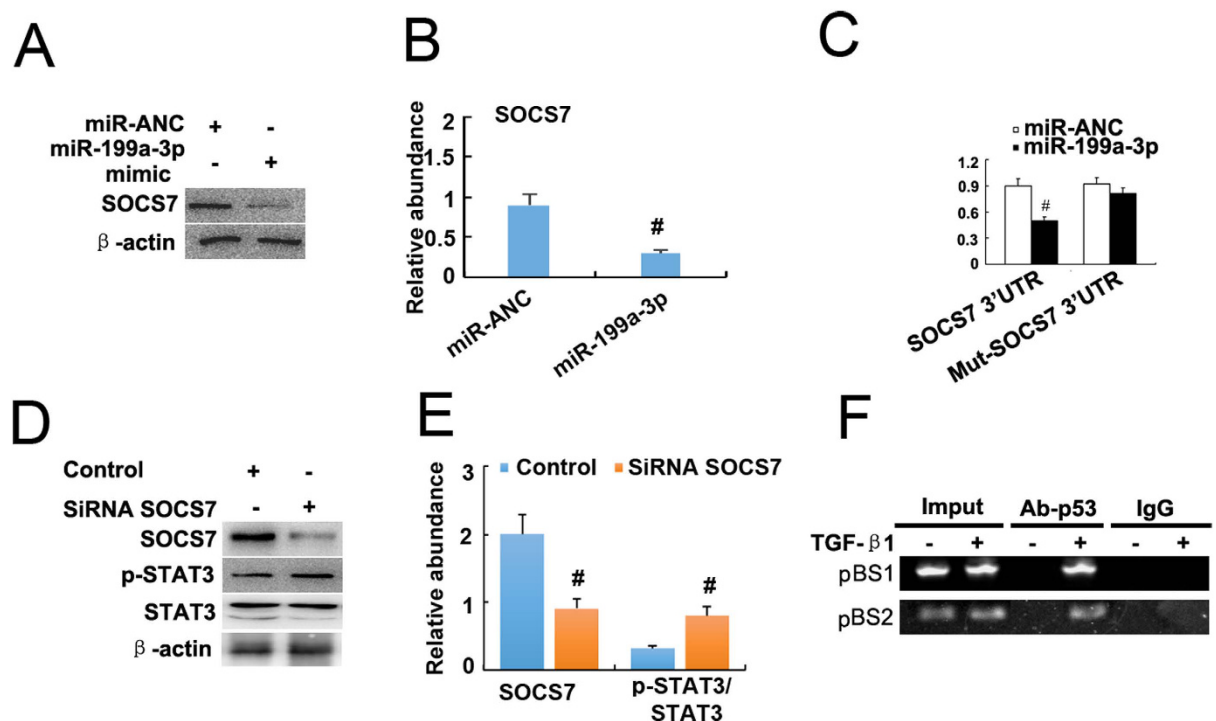 A
miR-ANC + -
miR-199a-3p
mimic - +
SOCS7
β-actin
B
SOCS7
Relative abundance
2
1.5
1
0.5
0
#
miR-ANC
miR-199a-3p
C
miR-ANC
miR-199a-3p
1.2
0.9
0.6
0.3
0
#
SOCS7 3'UTR
Mut-SOCS7 3'UTR
D
Control + -
SiRNA SOCS7 - +
SOCS7
p-STAT3
STAT3
β-actin
E
Control SiRNA SOCS7
Relative abundance
3
2
1
0
#
#
SOCS7
p-STAT3/
STAT3
F
Imput Ab-p53 IgG
TGF-β1 - + - + - +
pBS1
pBS2